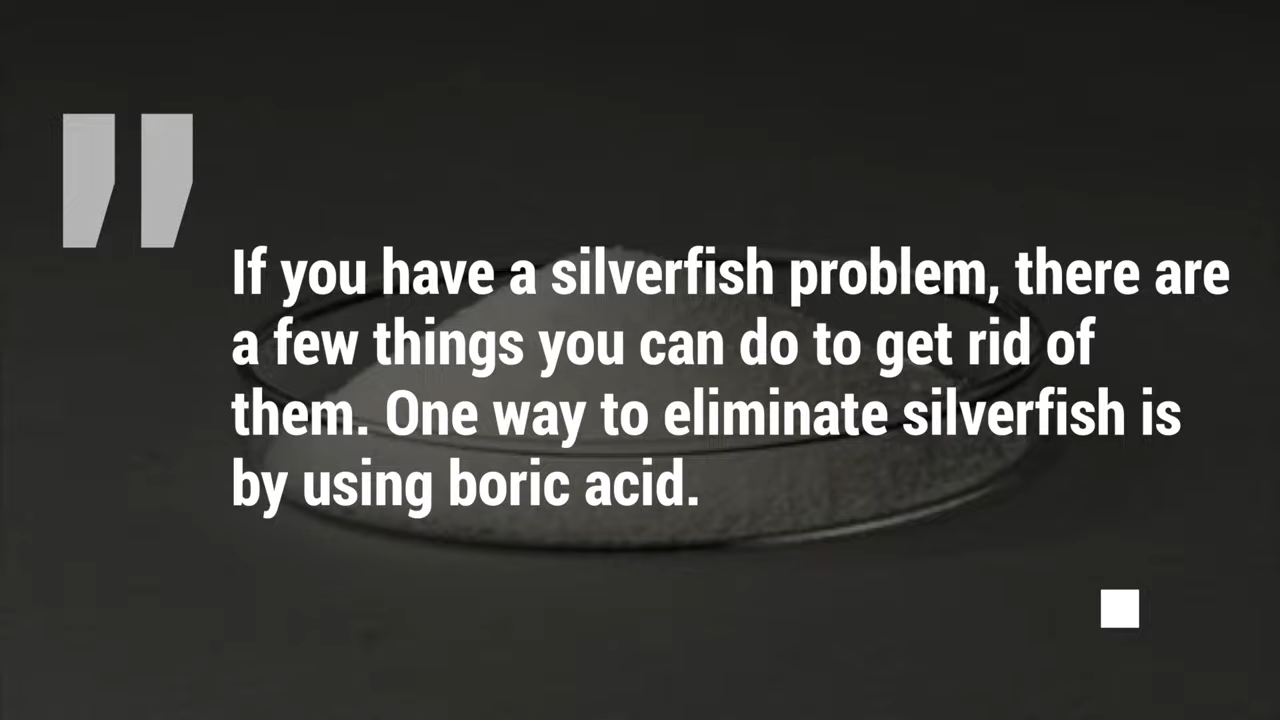 If you have a silverfish problem, there are
a few things you can do to get rid of
them. One way to eliminate silverfish is
by using boric acid.